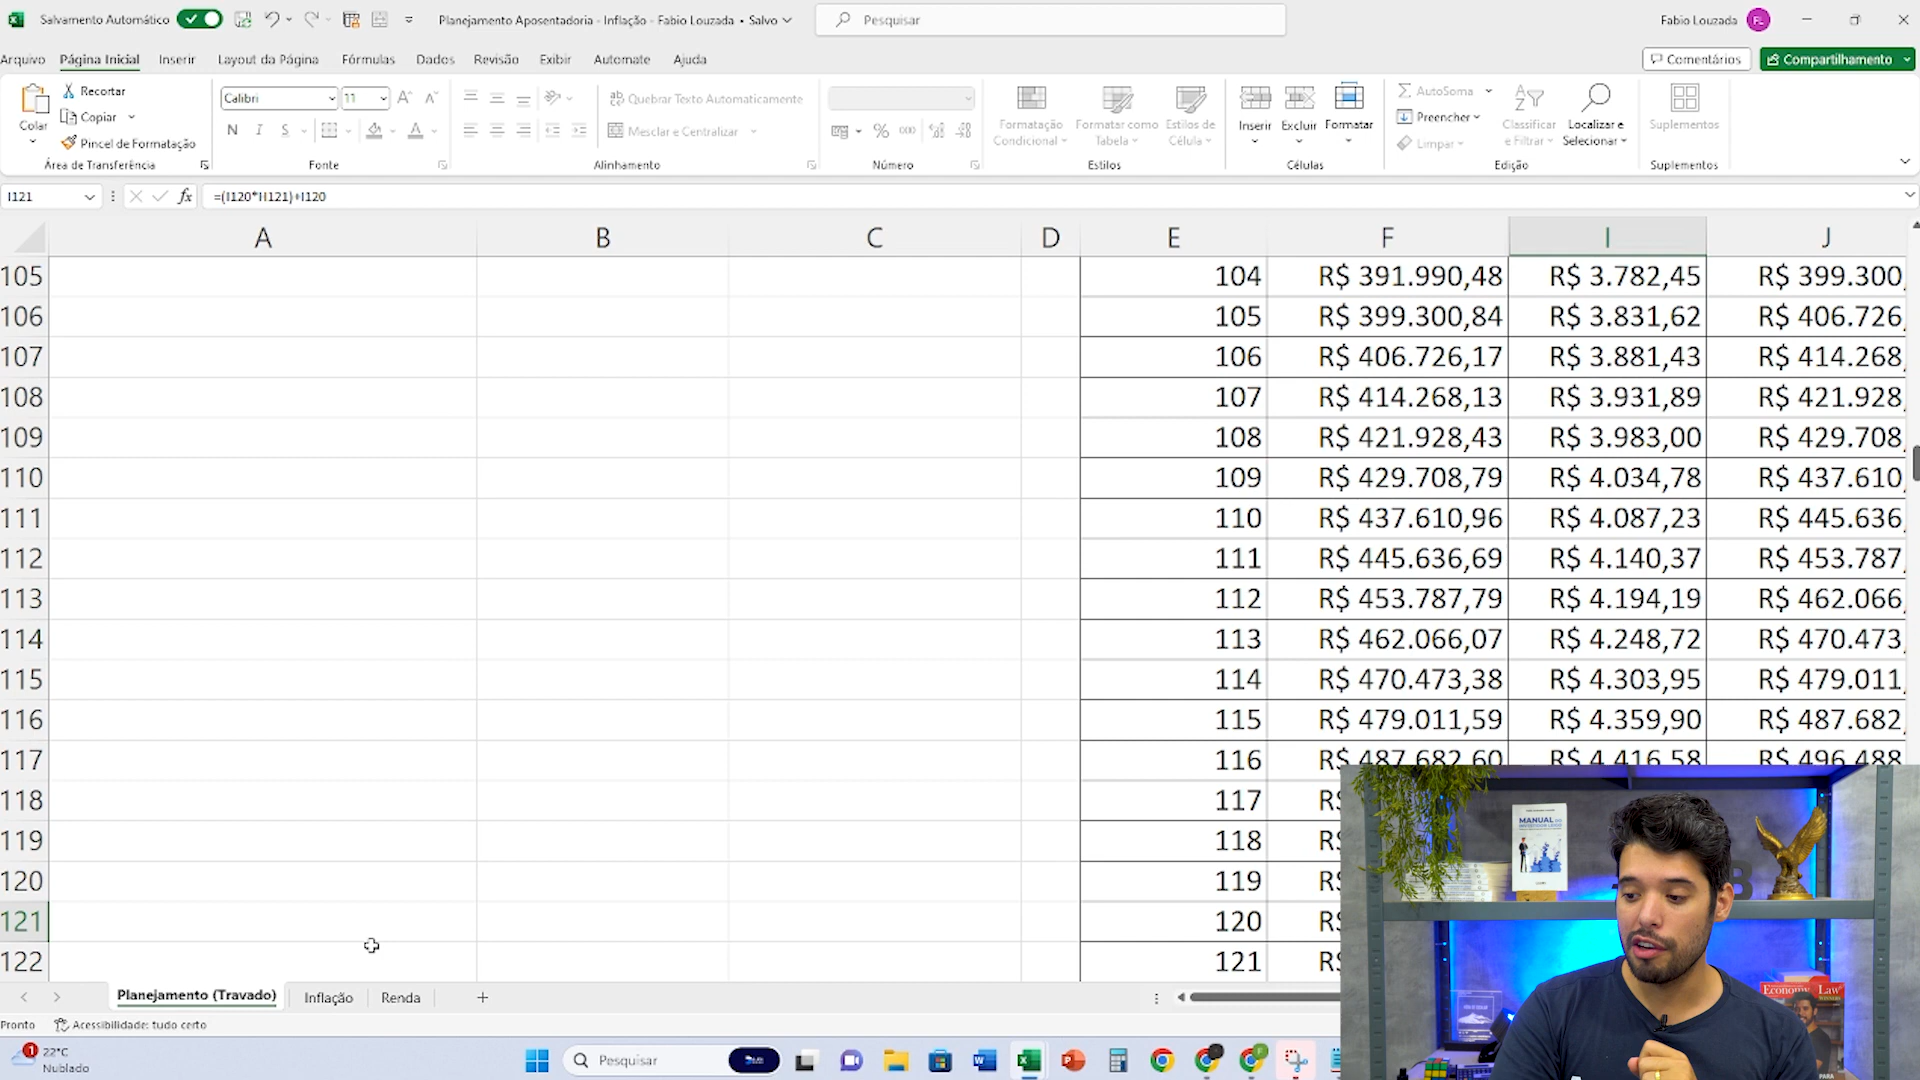 Salvamento Automático
Planejamento Aposentadoria - Inflação - Fabio Louzada • Salvo
Pesquisar
Fabio Louzada
FL
Arquivo
Página Inicial
Inserir
Layout da Página
Fórmulas
Dados
Revisão
Exibir
Automate
Ajuda
Comentários
Compartilhamento
Colar
Recortar
Copiar
Pincel de Formatação
Área de Transferência
Calibri
11
N I S
Fonte
Quebrar Texto Automaticamente
Mesclar e Centralizar
Alinhamento
% 000
Número
Formatação Condicional
Formatar como Tabela
Estilos de Célula
Estilos
Inserir
Excluir
Formatar
Células
AutoSoma
Preencher
Limpar
Classificar e Filtrar
Localizar e Selecionar
Edição
Suplementos
Suplementos
I121
fx
=(I120*H121)+I120
A B C D E F I J
105 104 R$ 391.990,48 R$ 3.782,45 R$ 399.300,
106 105 R$ 399.300,84 R$ 3.831,62 R$ 406.726,
107 106 R$ 406.726,17 R$ 3.881,43 R$ 414.268,
108 107 R$ 414.268,13 R$ 3.931,89 R$ 421.928,
109 108 R$ 421.928,43 R$ 3.983,00 R$ 429.708,
110 109 R$ 429.708,79 R$ 4.034,78 R$ 437.610,
111 110 R$ 437.610,96 R$ 4.087,23 R$ 445.636,
112 111 R$ 445.636,69 R$ 4.140,37 R$ 453.787,
113 112 R$ 453.787,79 R$ 4.194,19 R$ 462.066,
114 113 R$ 462.066,07 R$ 4.248,72 R$ 470.473,
115 114 R$ 470.473,38 R$ 4.303,95 R$ 479.011,
116 115 R$ 479.011,59 R$ 4.359,90 R$ 487.682,
117 116 R$ 487.682,60 R$ 4.416,58 R$ 496.488,
118 117
119 118
120 119
121 120
122 121
MANUAL
Economy Law
PARA
Planejamento (Travado)
Inflação
Renda
Pronto
Acessibilidade: tudo certo
1
22°C
Nublado
Pesquisar